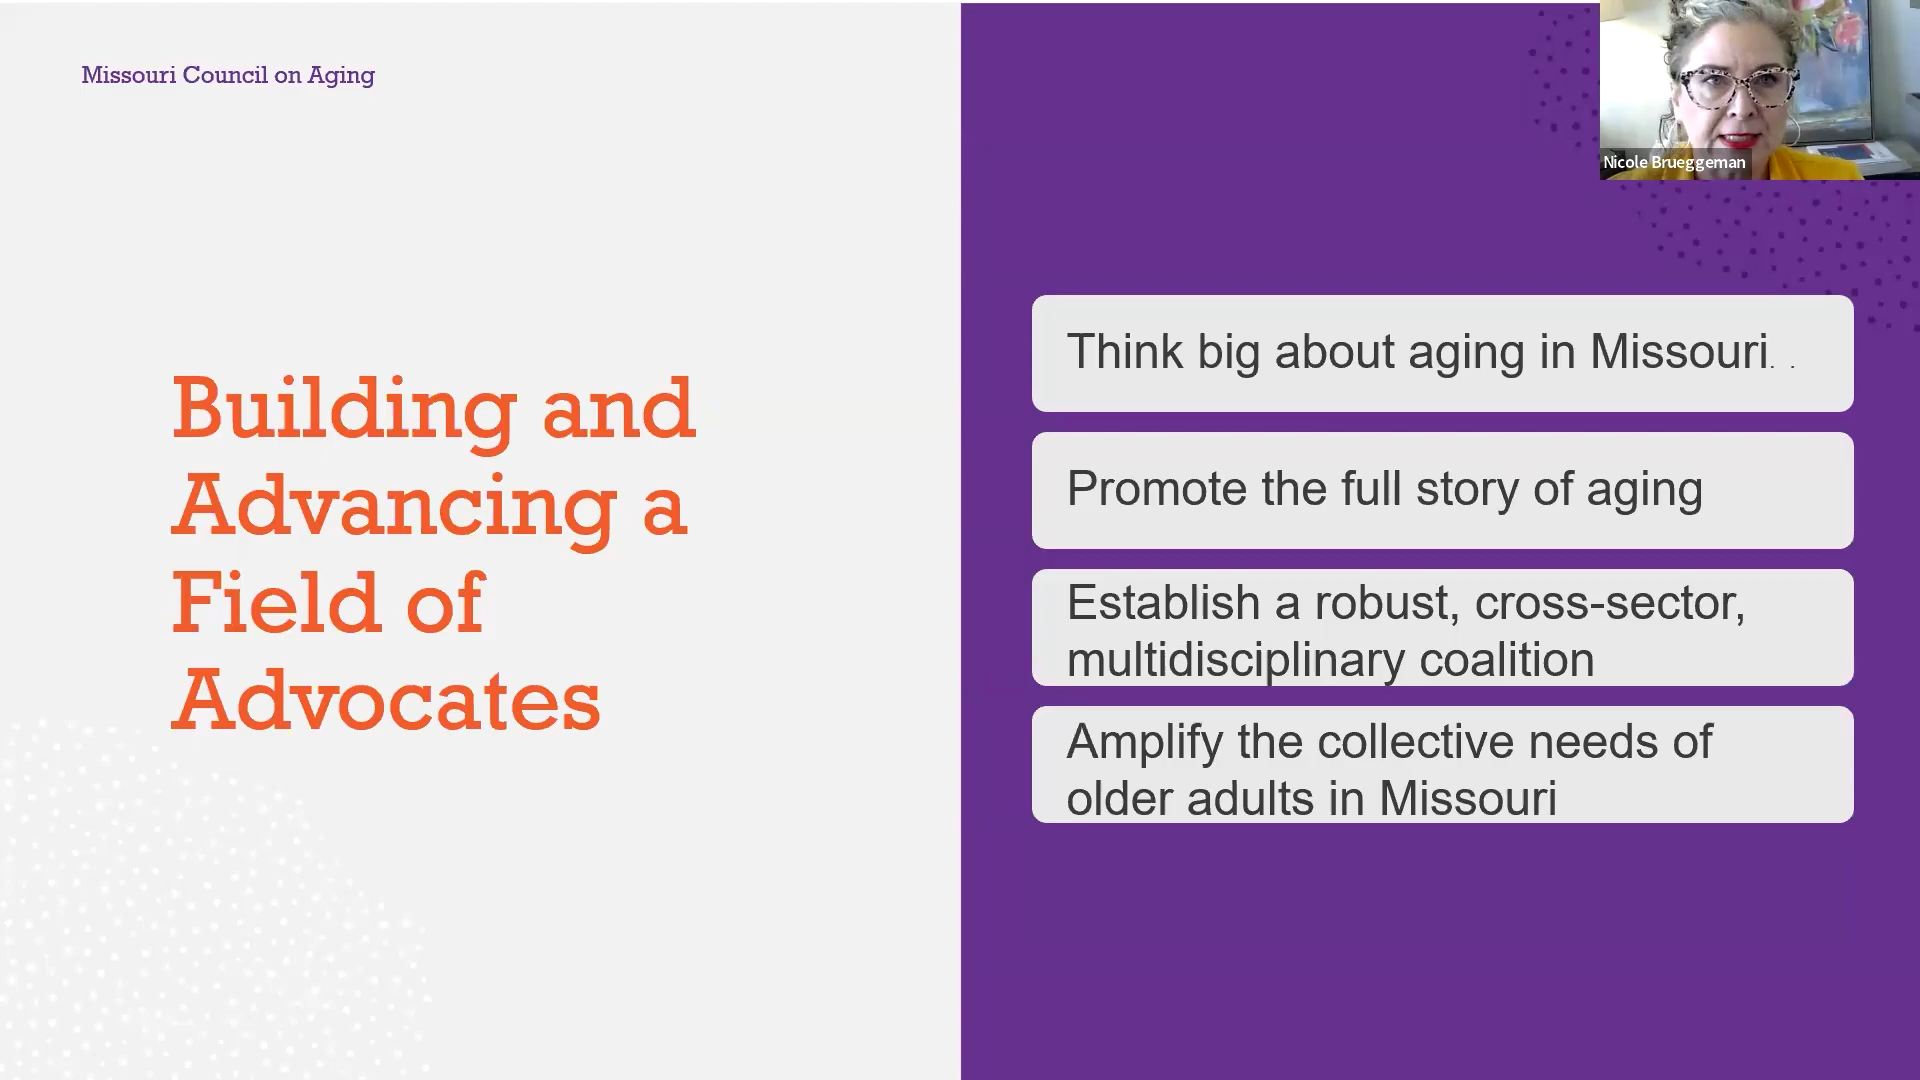 Missouri Council on Aging
Building and
Advancing a
Field of
Advocates
Think big about aging in Missouri. .
Promote the full story of aging
Establish a robust, cross-sector,
multidisciplinary coalition
Amplify the collective needs of
older adults in Missouri
Nicole Brueggeman